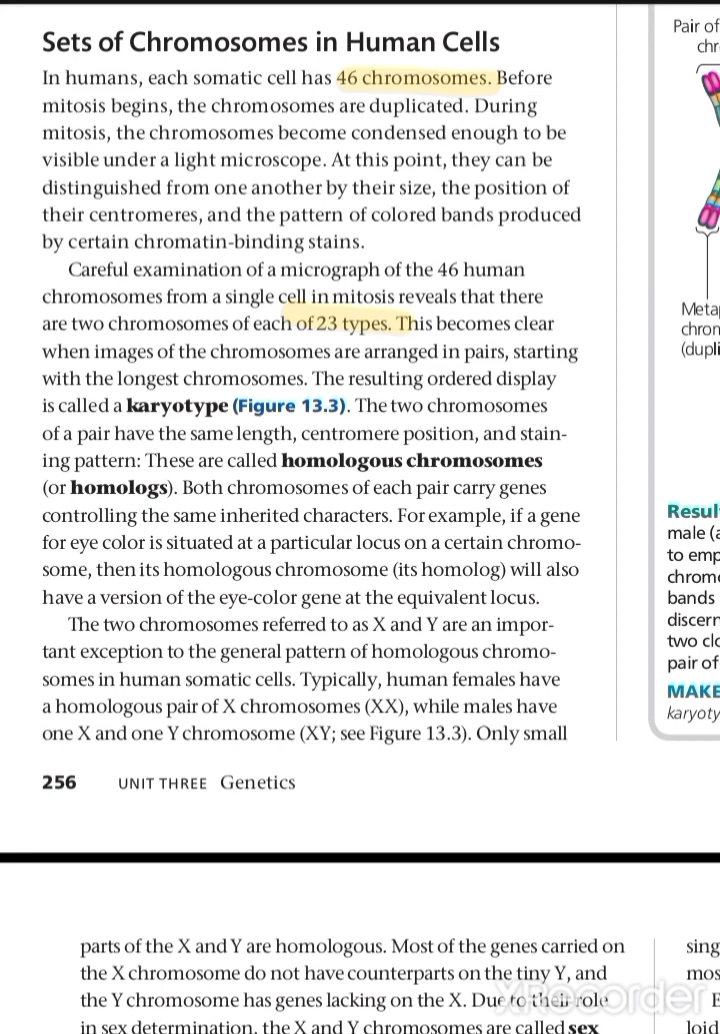 Sets of Chromosomes in Human Cells
In humans, each somatic cell has 46 chromosomes. Before
mitosis begins, the chromosomes are duplicated. During
mitosis, the chromosomes become condensed enough to be
visible under a light microscope. At this point, they can be
distinguished from one another by their size, the position of
their centromeres, and the pattern of colored bands produced
by certain chromatin-binding stains.
Careful examination of a micrograph of the 46 human
chromosomes from a single cell in mitosis reveals that there
are two chromosomes of each of 23 types. This becomes clear
when images of the chromosomes are arranged in pairs, starting
with the longest chromosomes. The resulting ordered display
is called a karyotype (Figure 13.3). The two chromosomes
of a pair have the same length, centromere position, and stain-
ing pattern: These are called homologous chromosomes
(or homologs). Both chromosomes of each pair carry genes
controlling the same inherited characters. For example, if a gene
for eye color is situated at a particular locus on a certain chromo-
some, then its homologous chromosome (its homolog) will also
have a version of the eye-color gene at the equivalent locus.
The two chromosomes referred to as X and Y are an impor-
tant exception to the general pattern of homologous chromo-
somes in human somatic cells. Typically, human females have
a homologous pair of X chromosomes (XX), while males have
one X and one Y chromosome (XY; see Figure 13.3). Only small
256 UNIT THREE Genetics
Pair of
chr
Meta
chron
(dupli
Resul
male (a
to emp
chromo
bands
discern
two clo
pair of
MAKE
karyoty
parts of the X and Y are homologous. Most of the genes carried on
the X chromosome do not have counterparts on the tiny Y, and
the Y chromosome has genes lacking on the X. Due to their role
in sex determination, the X and Y chromosomes are called sex
sing
mos
E
loid
XRecorder